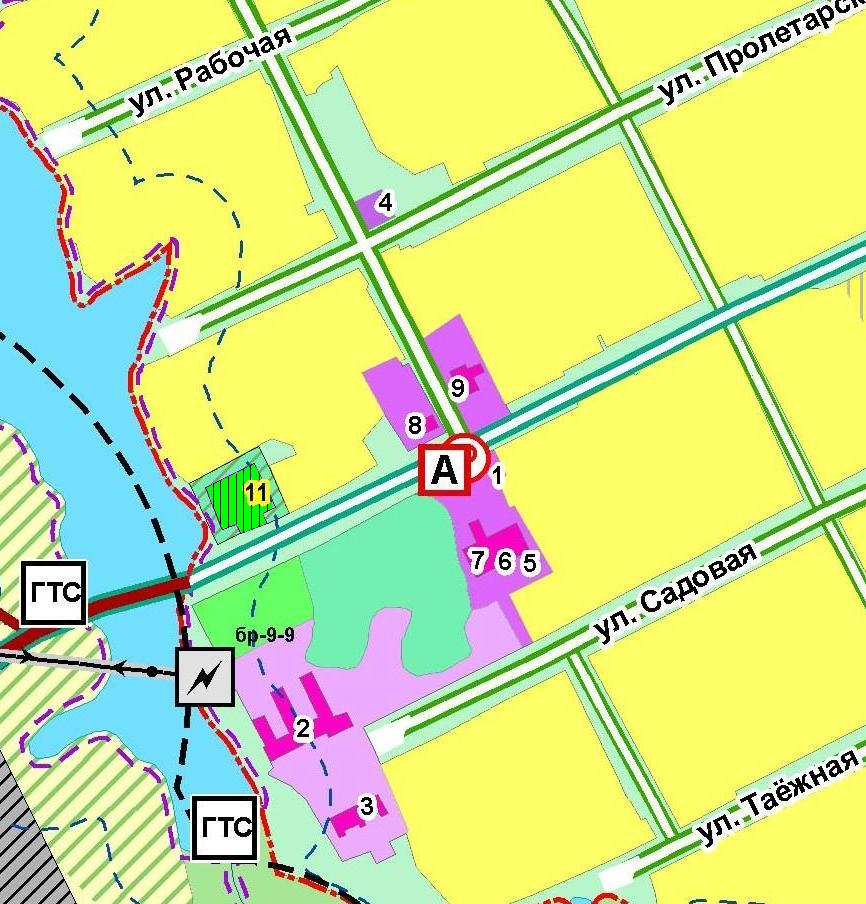 ул. Рабочая
ул. Пролетарск
4
9
8
А
1
11
7 6 5
ГТС
ул. Садовая
бр-9-9
2
3
ГТС
ул. Таёжная